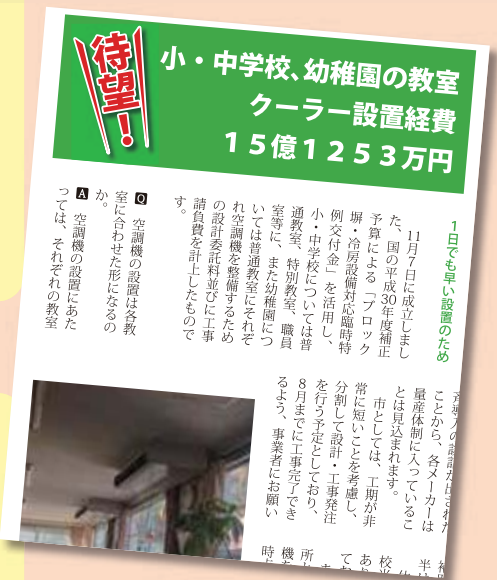 待望！
小・中学校、幼稚園の教室
クーラー設置経費
１５億１２５３万円
1日でも早い設置のため
11月7日に成立しまし
た、国の平成30年度補正
予算による「ブロック
塀・冷房設備対応臨時特
例交付金」を活用し、
小・中学校については普
通教室、特別教室、職員
室等に、また幼稚園につ
いては普通教室にそれぞ
れ空調機を整備するため
の設計委託料並びに工事
請負費を計上したもので
す。
Q 空調機の設置は各教
室に合わせた形になるの
か。
A 空調機の設置にあた
っては、それぞれの教室
ことから、各メーカーは
量産体制に入っているこ
とは見込まれます。
市としては、工期が非
常に短いことを考慮し、
分割して設計・工事発注
を行う予定としており、
8月までに工事完了でき
るよう、事業者にお願い